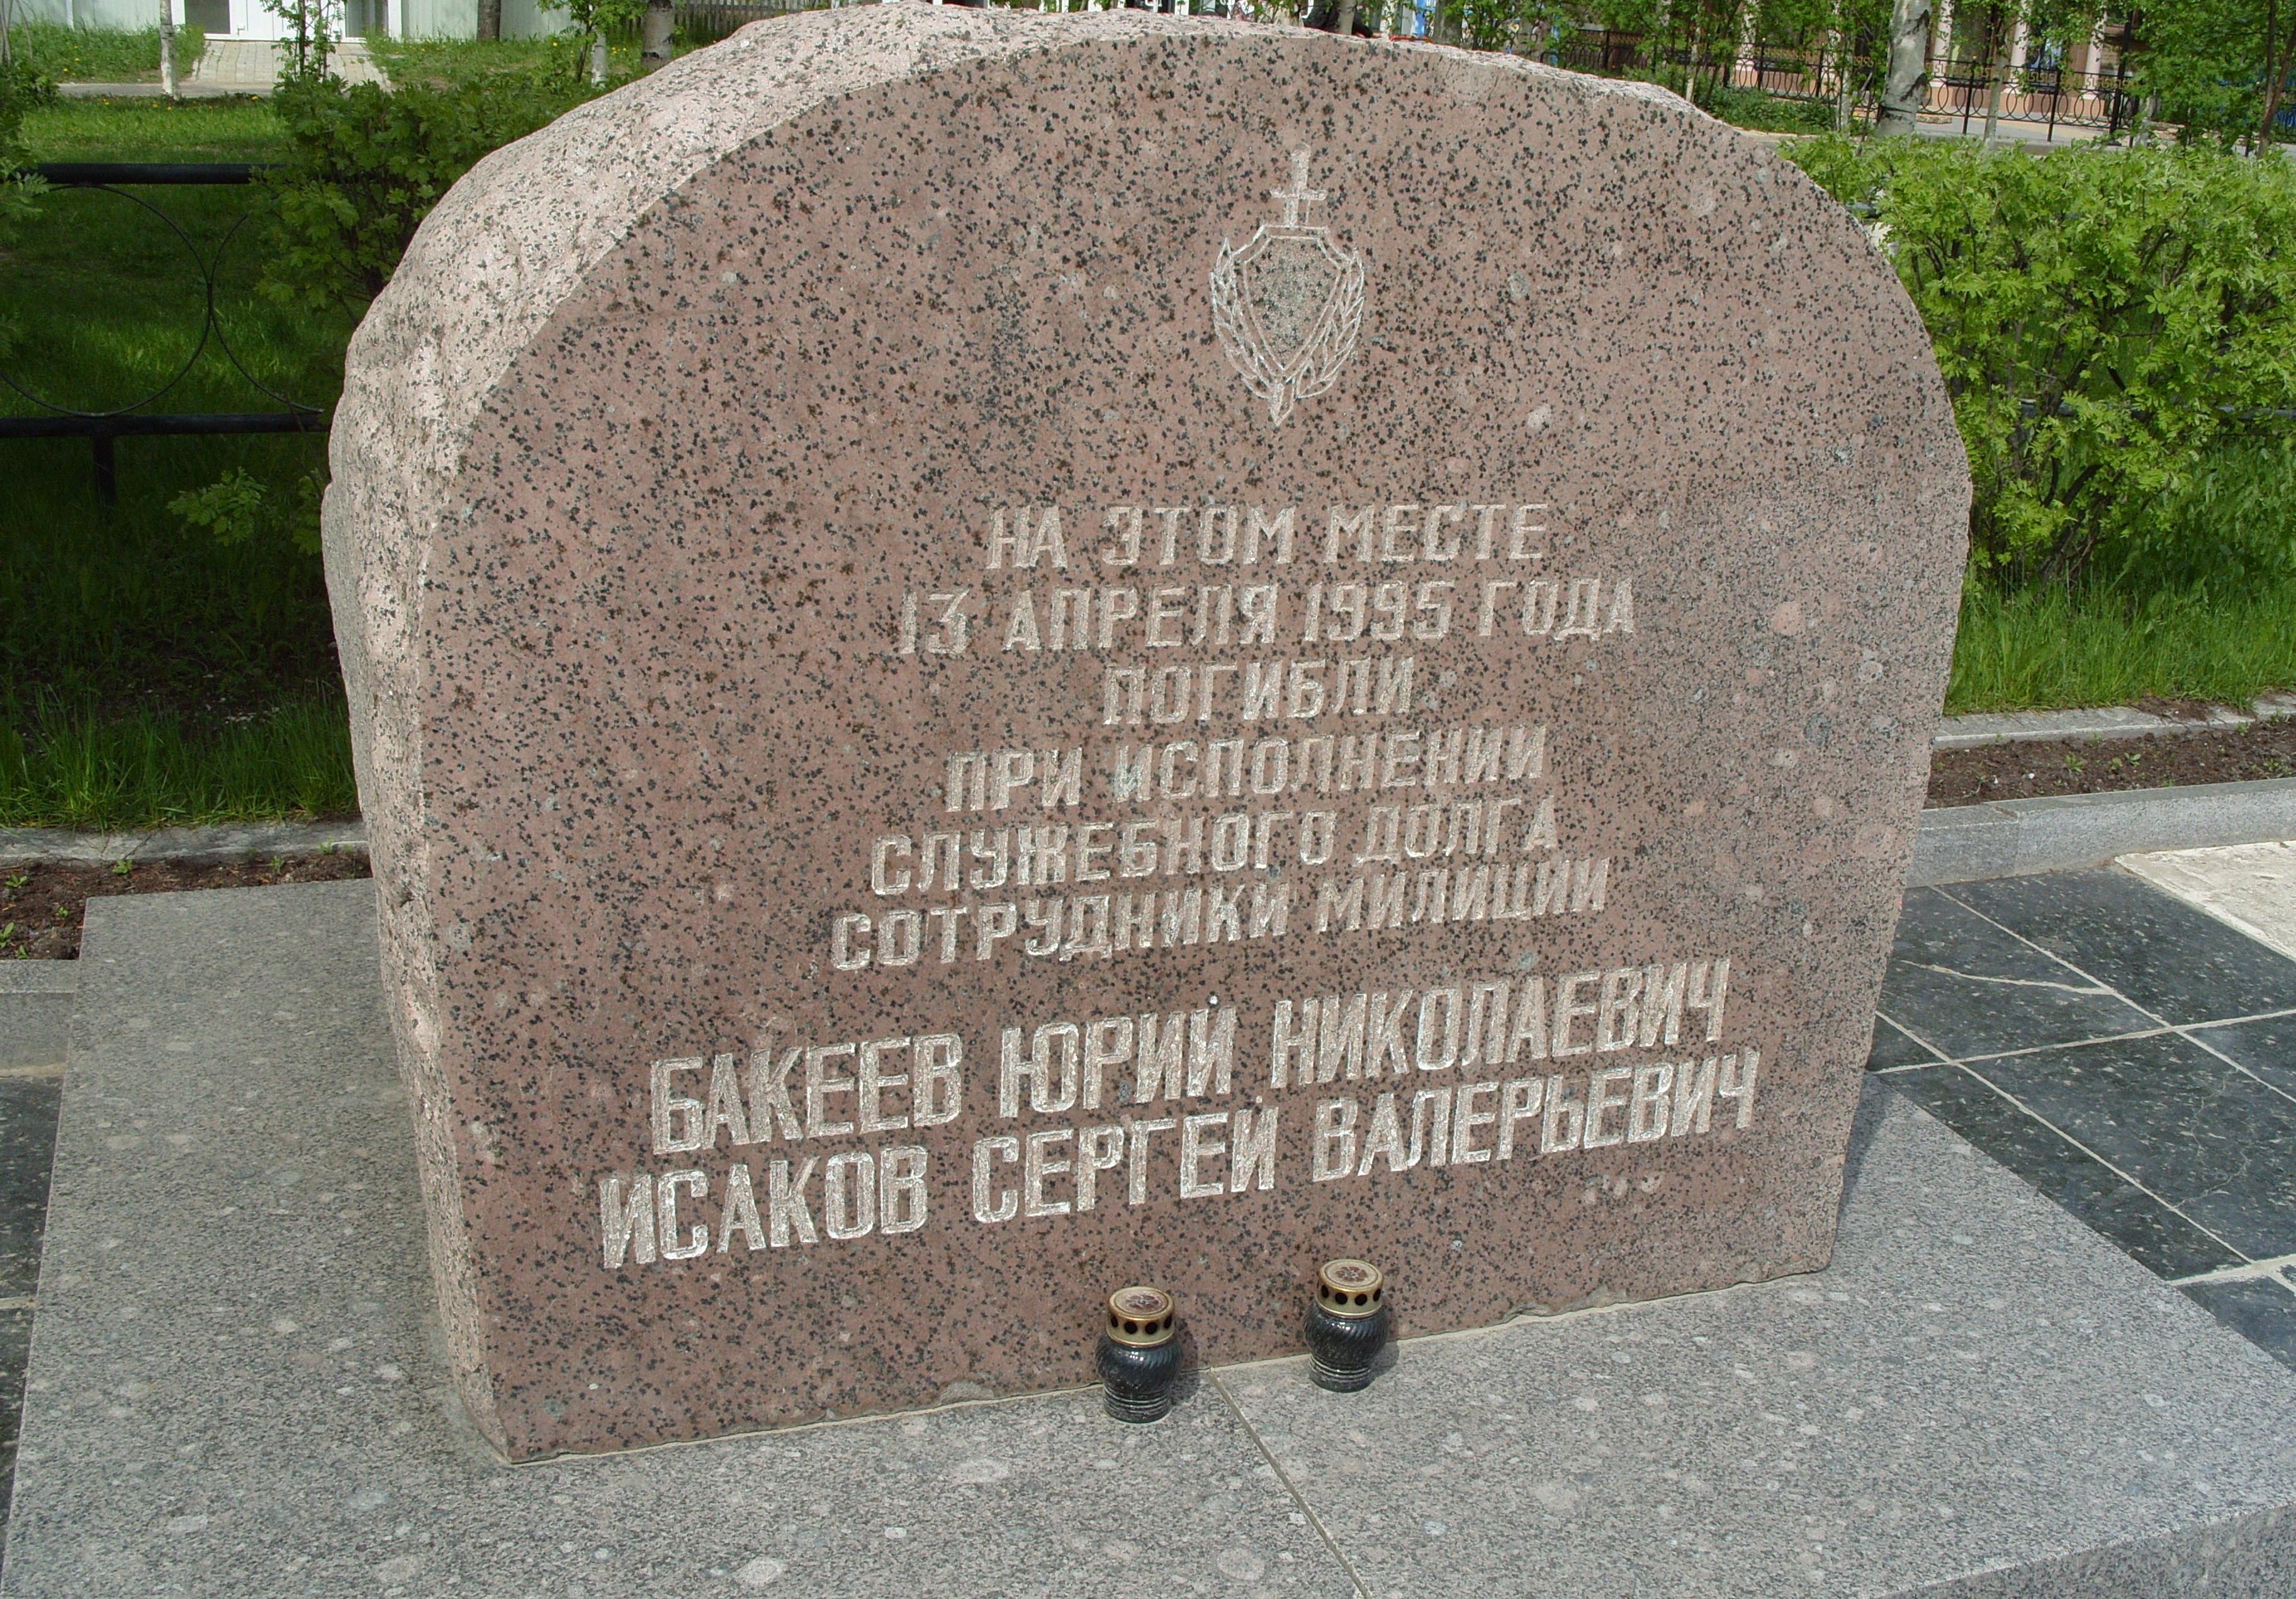 НА ЭТОМ МЕСТЕ
13 АПРЕЛЯ 1995 ГОДА
ПОГИБЛИ
ПРИ ИСПОЛНЕНИИ
СЛУЖЕБНОГО ДОЛГА
СОТРУДНИКИ МИЛИЦИИ
БАКЕЕВ ЮРИЙ НИКОЛАЕВИЧ
ИСАКОВ СЕРГЕЙ ВАЛЕРЬЕВИЧ